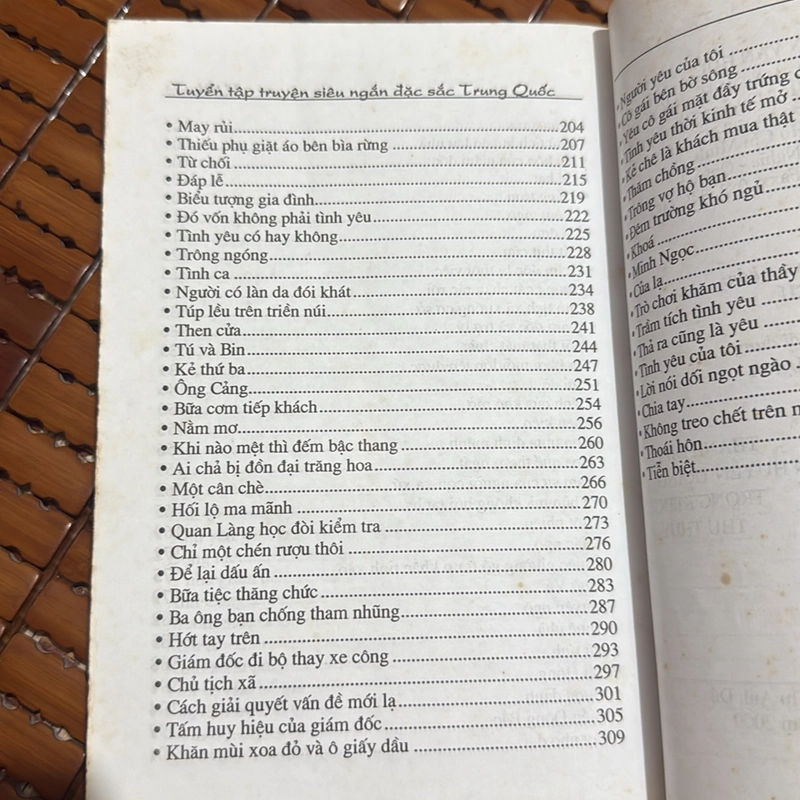 Tuyển tập truyện siêu ngắn đặc sắc Trung Quốc
• May rủi 204
• Thiếu phụ giặt áo bên bìa rừng 207
• Từ chối 211
• Đáp lễ 215
• Biểu tượng gia đình 219
• Đó vốn không phải tình yêu 222
• Tình yêu có hay không 225
• Trông ngóng 228
• Tình ca 231
• Người có làn da đói khát 234
• Túp lều trên triền núi 238
• Then cửa 241
• Tú và Bin 244
• Kẻ thứ ba 247
• Ông Cảng 251
• Bữa cơm tiếp khách 254
• Nằm mơ 256
• Khi nào mệt thì đếm bậc thang 260
• Ai chả bị đồn đại trăng hoa 263
• Một cân chè 266
• Hối lộ ma mãnh 270
• Quan Làng học đòi kiểm tra 273
• Chỉ một chén rượu thôi 276
• Để lại dấu ấn 280
• Bữa tiệc thăng chức 283
• Ba ông bạn chống tham nhũng 287
• Hớt tay trên 290
• Giám đốc đi bộ thay xe công 293
• Chủ tịch xã 297
• Cách giải quyết vấn đề mới lạ 301
• Tấm huy hiệu của giám đốc 305
• Khăn mùi xoa đỏ và ô giấy dầu 309
• Người yêu của tôi
• Cô gái bên bờ sông
• Yêu cô gái mặt đầy trứng
• Tình yêu thời kinh tế mở
• Kẻ chê là khách mua thật
• Thăm chồng
• Trông vợ hộ bạn
• Đêm trường khó ngủ
• Khoá
• Minh Ngọc
• Của lạ
• Trò chơi khăm của thầy
• Trầm tích tình yêu
• Thả ra cũng là yêu
• Tình yêu của tôi
• Lời nói dối ngọt ngào
• Chia tay
• Không treo chết trên
• Thoái hôn
• Tiễn biệt